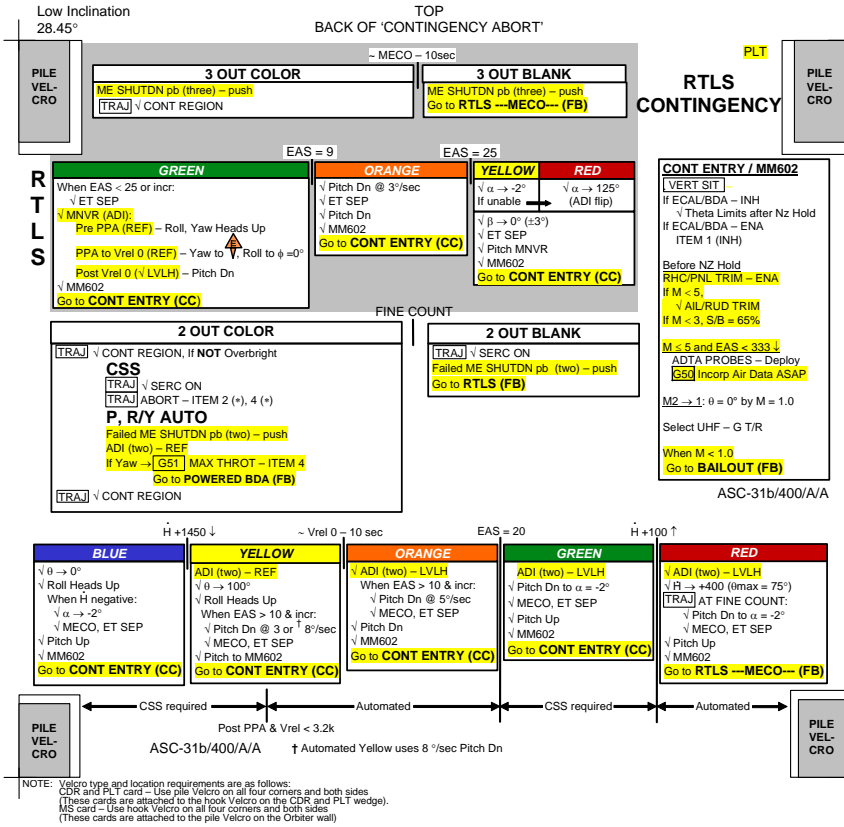 Low Inclination
28.45°
TOP
BACK OF 'CONTINGENCY ABORT'
PLT
PILE
VEL-
CRO
PILE
VEL-
CRO
RTLS
CONTINGENCY
~ MECO – 10sec
3 OUT COLOR
ME SHUTDN pb (three) – push
TRAJ √ CONT REGION
3 OUT BLANK
ME SHUTDN pb (three) – push
Go to RTLS ---MECO--- (FB)
R
T
L
S
EAS = 9
EAS = 25
GREEN
When EAS < 25 or incr:
√ ET SEP
√ MNVR (ADI):
Pre PPA (REF) – Roll, Yaw Heads Up
PPA to Vrel 0 (REF) – Yaw to E, Roll to ϕ =0°
Post Vrel 0 (√ LVLH) – Pitch Dn
√ MM602
Go to CONT ENTRY (CC)
ORANGE
√ Pitch Dn @ 3°/sec
√ ET SEP
√ Pitch Dn
√ MM602
Go to CONT ENTRY (CC)
YELLOW
√ α → -2°
If unable
RED
√ α → 125°
(ADI flip)
√ β → 0° (±3°)
√ ET SEP
√ Pitch MNVR
√ MM602
Go to CONT ENTRY (CC)
CONT ENTRY / MM602
VERT SIT
If ECAL/BDA – INH
√ Theta Limits after Nz Hold
If ECAL/BDA – ENA
ITEM 1 (INH)
Before NZ Hold
RHC/PNL TRIM – ENA
If M < 5,
√ AIL/RUD TRIM
If M < 3, S/B = 65%
M ≤ 5 and EAS < 333 ↓
ADTA PROBES – Deploy
G50 Incorp Air Data ASAP
M2 → 1: θ = 0° by M = 1.0
Select UHF – G T/R
When M < 1.0
Go to BAILOUT (FB)
ASC-31b/400/A/A
FINE COUNT
2 OUT COLOR
TRAJ √ CONT REGION, If NOT Overbright
CSS
TRAJ √ SERC ON
TRAJ ABORT – ITEM 2 (*), 4 (*)
P, R/Y AUTO
Failed ME SHUTDN pb (two) – push
ADI (two) – REF
If Yaw → G51 MAX THROT – ITEM 4
Go to POWERED BDA (FB)
TRAJ √ CONT REGION
2 OUT BLANK
TRAJ √ SERC ON
Failed ME SHUTDN pb (two) – push
Go to RTLS (FB)
Ḣ +1450 ↓
~ Vrel 0 – 10 sec
EAS = 20
Ḣ +100 ↑
BLUE
√ θ → 0°
√ Roll Heads Up
When Ḣ negative:
√ α → -2°
√ MECO, ET SEP
√ Pitch Up
√ MM602
Go to CONT ENTRY (CC)
YELLOW
ADI (two) – REF
√ θ → 100°
√ Roll Heads Up
When EAS > 10 & incr:
√ Pitch Dn @ 3 or † 8°/sec
√ MECO, ET SEP
√ Pitch to MM602
Go to CONT ENTRY (CC)
ORANGE
√ ADI (two) – LVLH
When EAS > 10 & incr:
√ Pitch Dn @ 5°/sec
√ MECO, ET SEP
√ Pitch Dn
√ MM602
Go to CONT ENTRY (CC)
GREEN
ADI (two) – LVLH
√ Pitch Dn to α = -2°
√ MECO, ET SEP
√ Pitch Up
√ MM602
Go to CONT ENTRY (CC)
RED
√ ADI (two) – LVLH
√ Ḣ → +400 (θmax = 75°)
TRAJ AT FINE COUNT:
√ Pitch Dn to α = -2°
√ MECO, ET SEP
√ Pitch Up
√ MM602
Go to RTLS ---MECO--- (FB)
PILE
VEL-
CRO
CSS required
Automated
CSS required
Automated
PILE
VEL-
CRO
Post PPA & Vrel < 3.2k
ASC-31b/400/A/A
† Automated Yellow uses 8 °/sec Pitch Dn
NOTE: Velcro type and location requirements are as follows:
CDR and PLT card – Use pile Velcro on all four corners and both sides
(These cards are attached to the hook Velcro on the CDR and PLT wedge).
MS card – Use hook Velcro on all four corners and both sides
(These cards are attached to the pile Velcro on the Orbiter wall)